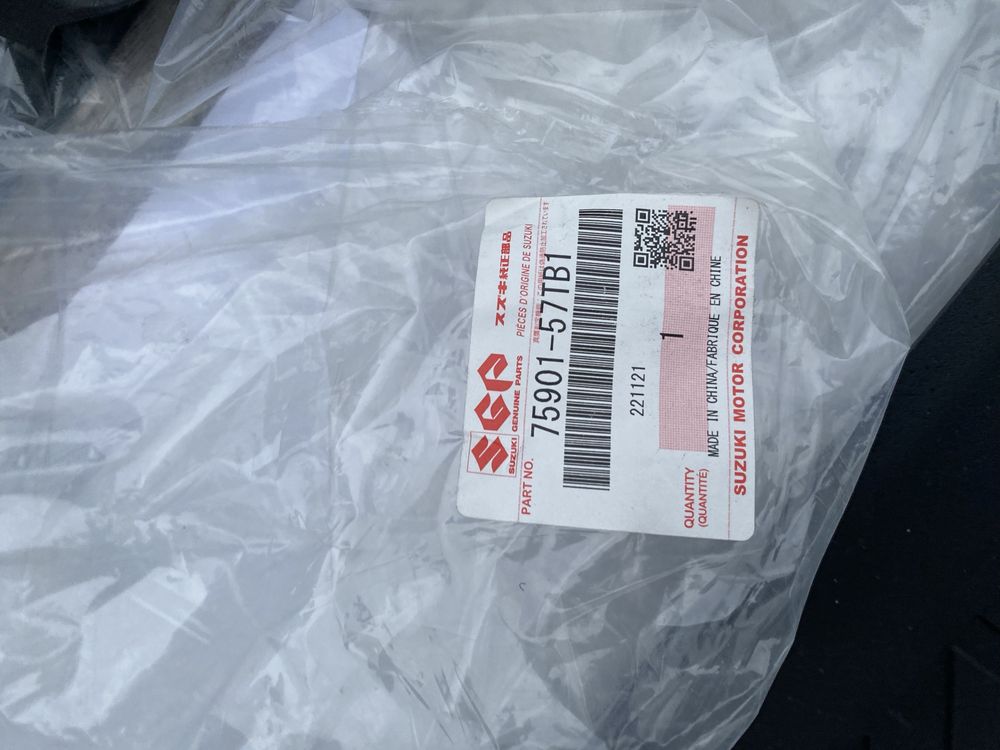 SGP
スズキ純正部品
SUZUKI GENUINE PARTS
PIÈCES D'ORIGINE DE SUZUKI
PART NO.
75901-57TB1
221121
1
QUANTITY
(QUANTITÉ)
MADE IN CHINA/FABRIQUE EN CHINE
SUZUKI MOTOR CORPORATION